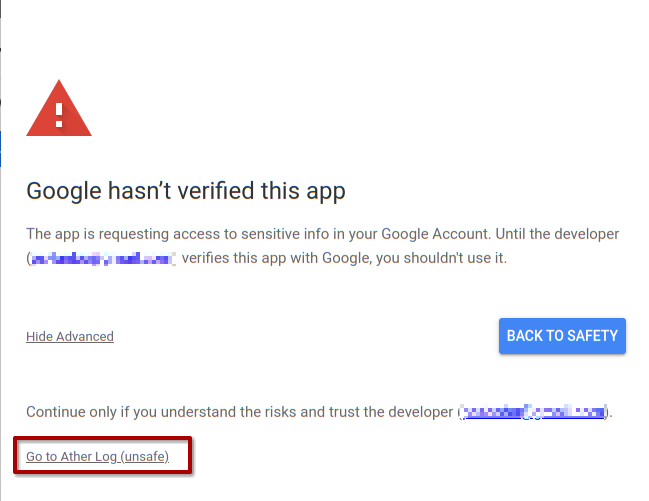 Google hasn’t verified this app
The app is requesting access to sensitive info in your Google Account. Until the developer
( verifies this app with Google, you shouldn't use it.
Hide Advanced
BACK TO SAFETY
Continue only if you understand the risks and trust the developer ().
Go to Ather Log (unsafe)